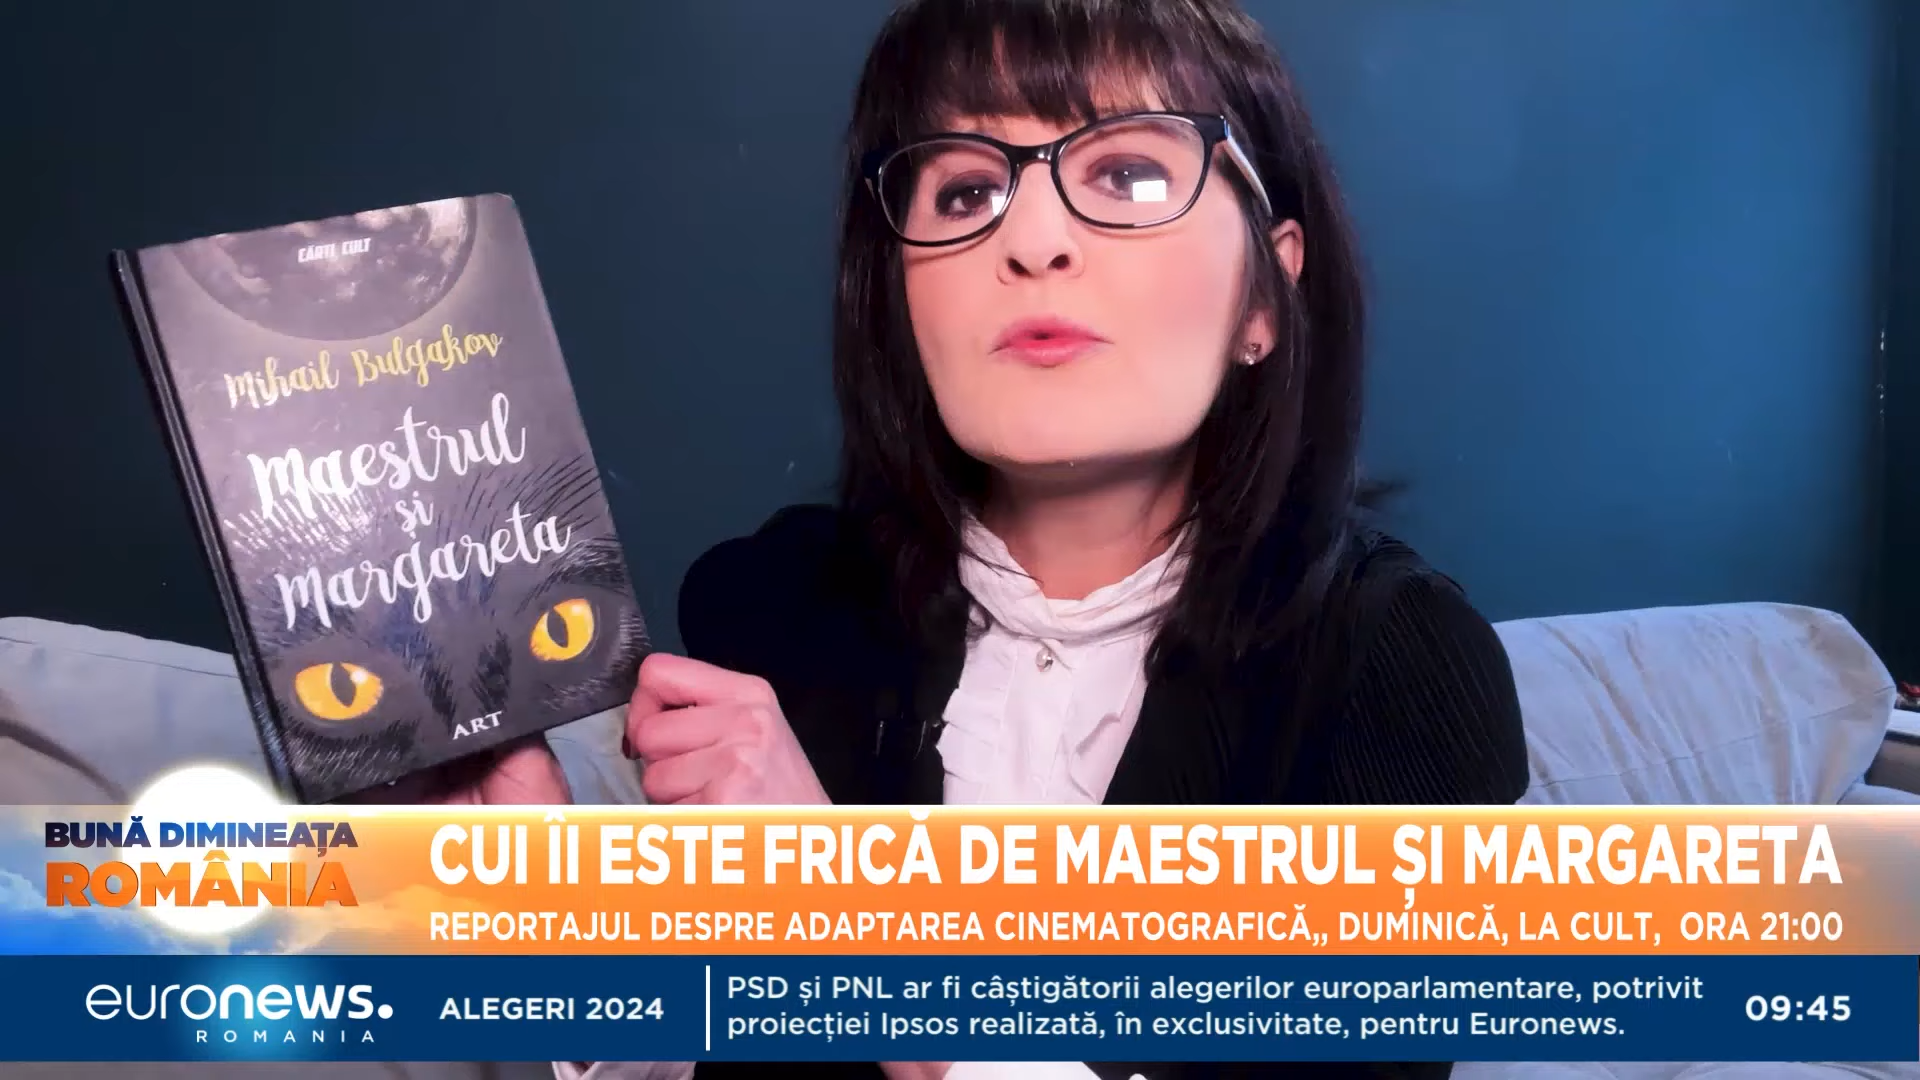 CĂRȚI CULT
Mihail Bulgakov
Maestrul
și
Margareta
ART
BUNĂ DIMINEAȚA
ROMÂNIA
CUI ÎI ESTE FRICĂ DE MAESTRUL ȘI MARGARETA
REPORTAJUL DESPRE ADAPTAREA CINEMATOGRAFICĂ,, DUMINICĂ, LA CULT, ORA 21:00
euronews.
ROMANIA
ALEGERI 2024
PSD și PNL ar fi câștigătorii alegerilor europarlamentare, potrivit
proiecției Ipsos realizată, în exclusivitate, pentru Euronews.
09:45